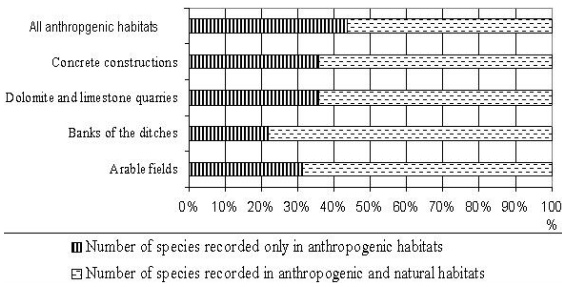 All anthropgenic habitats
Concrete constructions
Dolomite and limestone quarries
Banks of the ditches
Arable fields
0% 10% 20% 30% 40% 50% 60% 70% 80% 90% 100
%
Number of species recorded only in anthropogenic habitats
Number of species recorded in anthropogenic and natural habitats